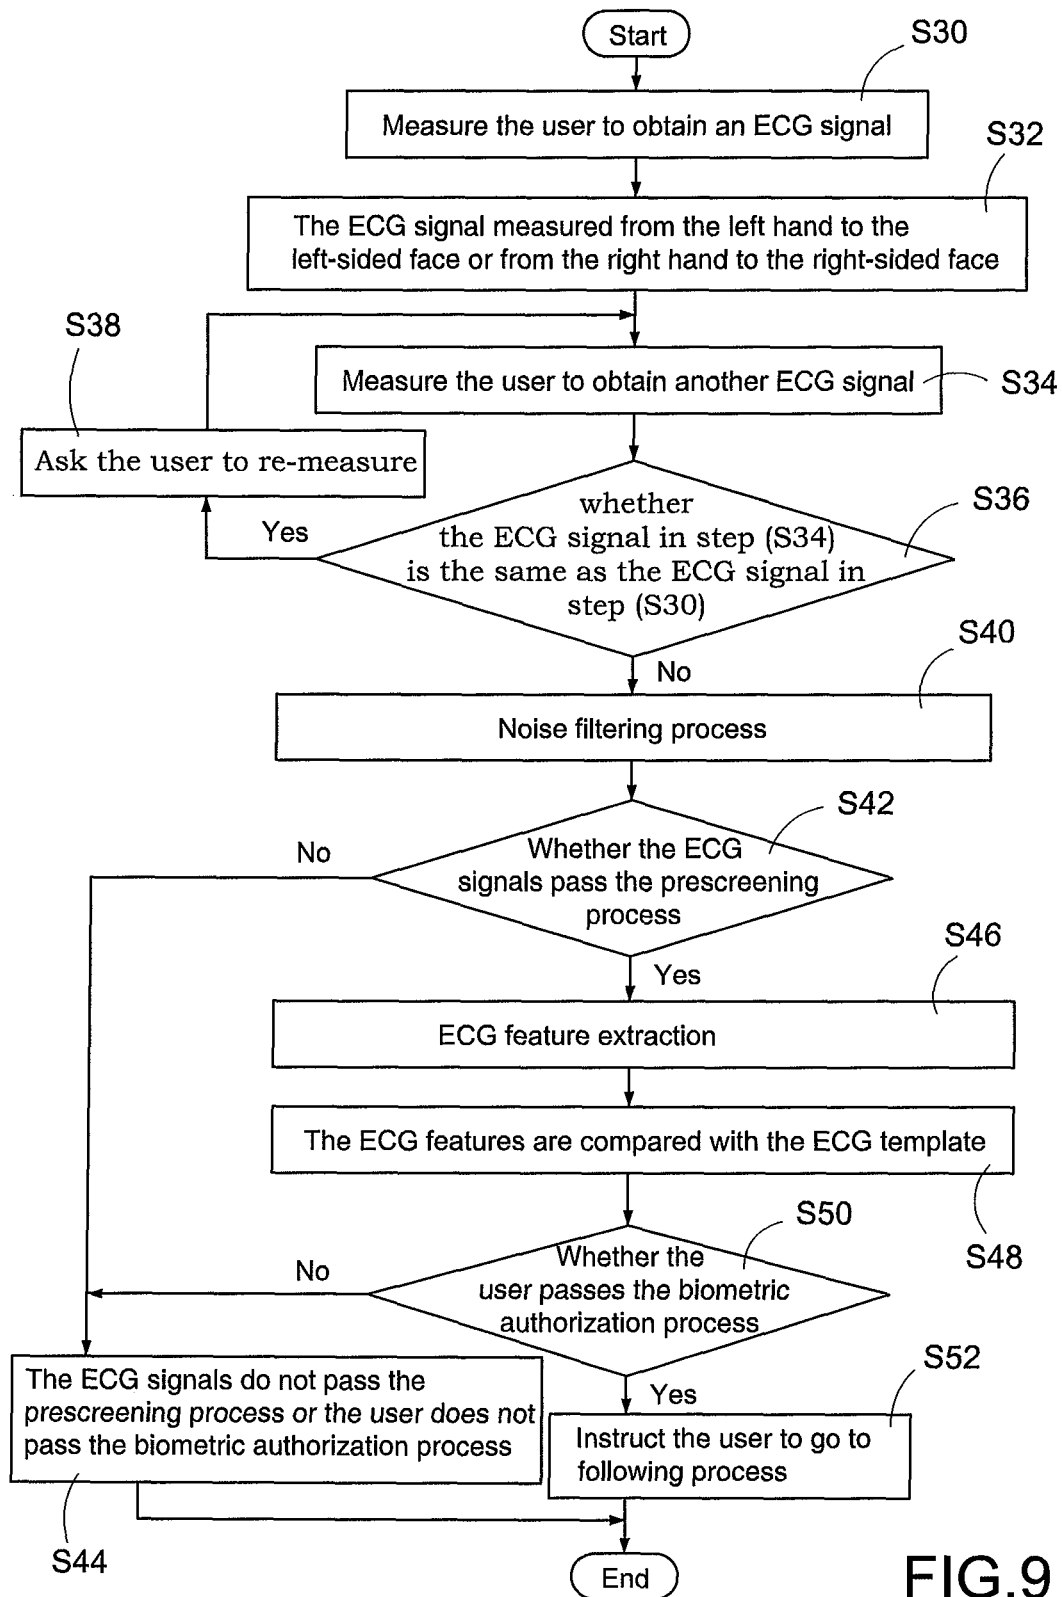 Start
S30
Measure the user to obtain an ECG signal
S32
The ECG signal measured from the left hand to the
left-sided face or from the right hand to the right-sided face
S38
Measure the user to obtain another ECG signal
S34
Ask the user to re-measure
Yes
whether
the ECG signal in step (S34)
is the same as the ECG signal in
step (S30)
S36
No
S40
Noise filtering process
S42
No
Whether the ECG
signals pass the prescreening
process
Yes
S46
ECG feature extraction
The ECG features are compared with the ECG template
S48
S50
No
Whether the
user passes the biometric
authorization process
Yes
S52
The ECG signals do not pass the
prescreening process or the user does not
pass the biometric authorization process
Instruct the user to go to
following process
S44
End
FIG.9